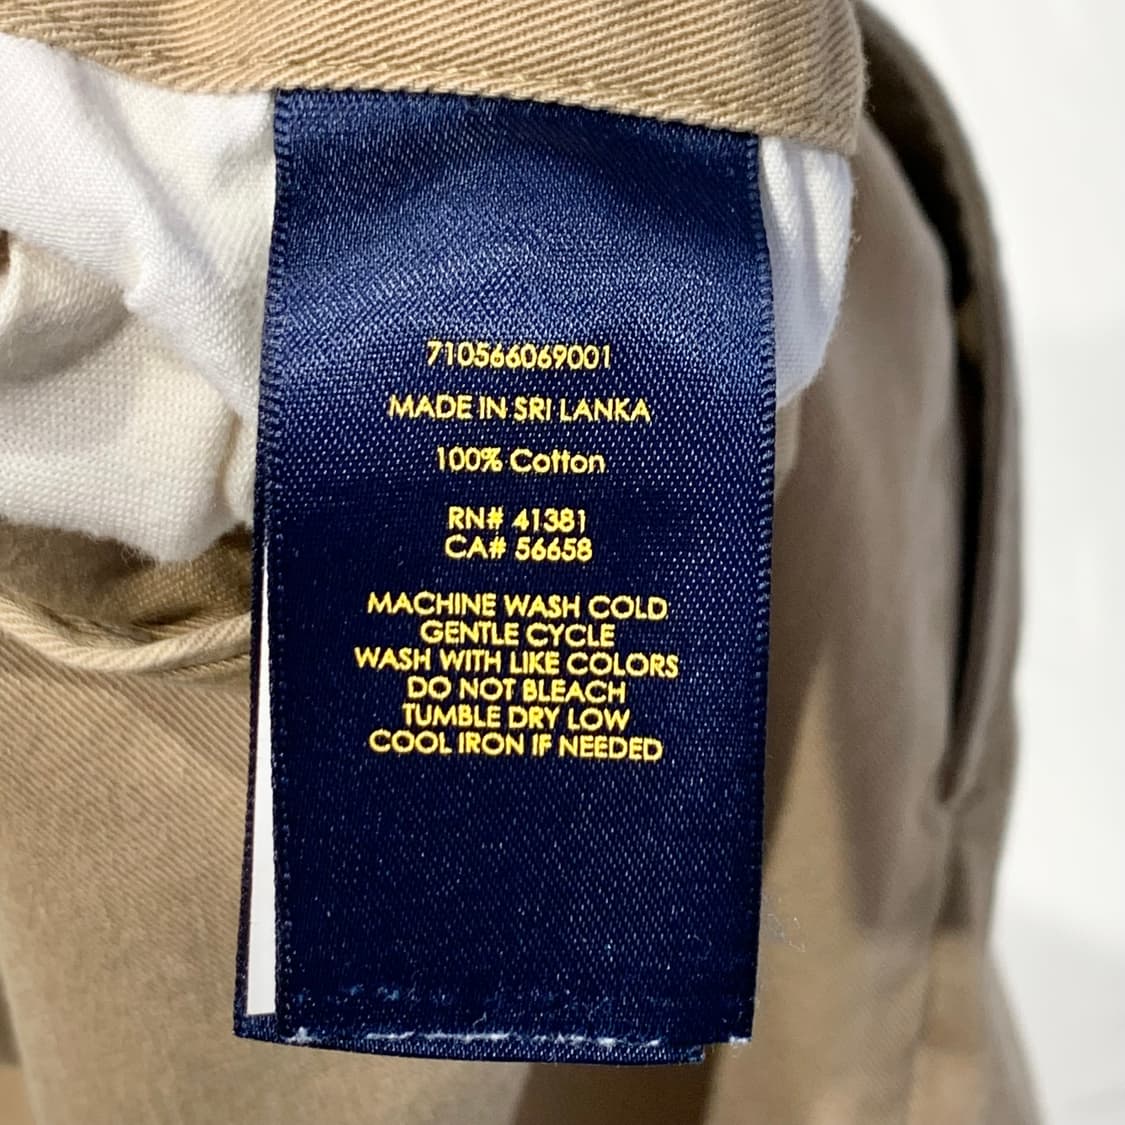 710566069001
MADE IN SRI LANKA
100% Cotton
RN# 41381
CA# 56658
MACHINE WASH COLD
GENTLE CYCLE
WASH WITH LIKE COLORS
DO NOT BLEACH
TUMBLE DRY LOW
COOL IRON IF NEEDED